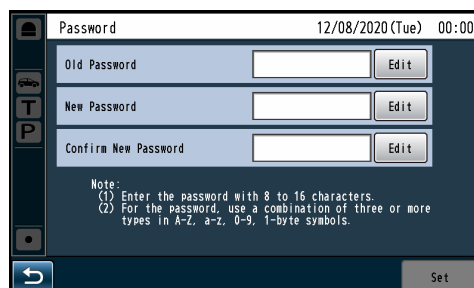 Password 12/08/2020(Tue) 00:00
Old Password Edit
New Password Edit
T
P
Confirm New Password Edit
Note:
(1) Enter the password with 8 to 16 characters.
(2) For the password, use a combination of three or more
types in A-Z, a-z, 0-9, 1-byte symbols.
Set